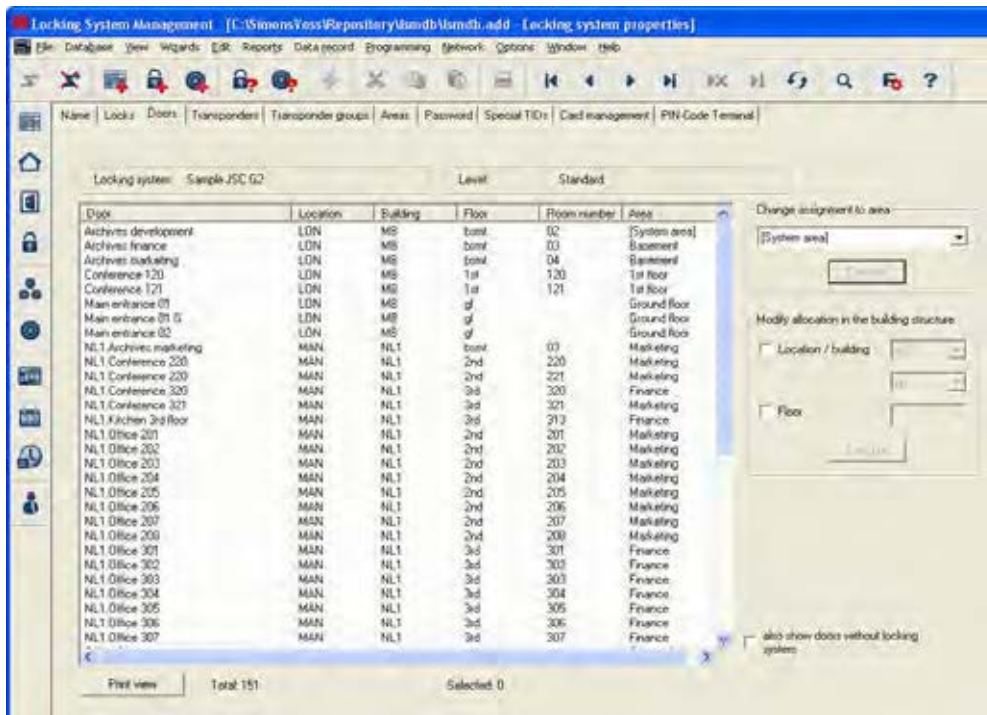 Locking System Management - [C:\SimonsVoss\Repository\lsmdb\lsmdb.add - Locking system properties]
File Database View Wizards Edit Reports Data record Programming Network Options Window Help
Name Locks Doors Transponders Transponder groups Areas Password Special TIDs Card management PIN-Code Terminal
Locking system: Sample JSC G2 Level: Standard
Door Location Building Floor Room number Area
Archives development LON MB bsmt 02 [System area]
Archives finance LON MB bsmt 03 Basement
Archives marketing LON MB bsmt 04 Basement
Conference 120 LON MB 1st 120 1st floor
Conference 121 LON MB 1st 121 1st floor
Main entrance 01 LON MB gf Ground floor
Main entrance 01 G LON MB gf Ground floor
Main entrance 02 LON MB gf Ground floor
NL1.Archives marketing MAN NL1 bsmt 03 Marketing
NL1.Conference 220 MAN NL1 2nd 220 Marketing
NL1.Conference 220 MAN NL1 2nd 221 Marketing
NL1.Conference 320 MAN NL1 3rd 320 Finance
NL1.Conference 321 MAN NL1 3rd 321 Marketing
NL1.Kitchen 3rd floor MAN NL1 3rd 313 Finance
NL1.Office 201 MAN NL1 2nd 201 Marketing
NL1.Office 202 MAN NL1 2nd 202 Marketing
NL1.Office 203 MAN NL1 2nd 203 Marketing
NL1.Office 204 MAN NL1 2nd 204 Marketing
NL1.Office 205 MAN NL1 2nd 205 Marketing
NL1.Office 206 MAN NL1 2nd 206 Marketing
NL1.Office 207 MAN NL1 2nd 207 Marketing
NL1.Office 208 MAN NL1 2nd 208 Marketing
NL1.Office 301 MAN NL1 3rd 301 Finance
NL1.Office 302 MAN NL1 3rd 302 Finance
NL1.Office 303 MAN NL1 3rd 303 Finance
NL1.Office 304 MAN NL1 3rd 304 Finance
NL1.Office 305 MAN NL1 3rd 305 Finance
NL1.Office 306 MAN NL1 3rd 306 Finance
NL1.Office 307 MAN NL1 3rd 307 Finance
Change assignment to area
[System area]
Modify allocation in the building structure
Location / building
Floor
also show doors without locking
system
Print view Total: 151 Selected: 0